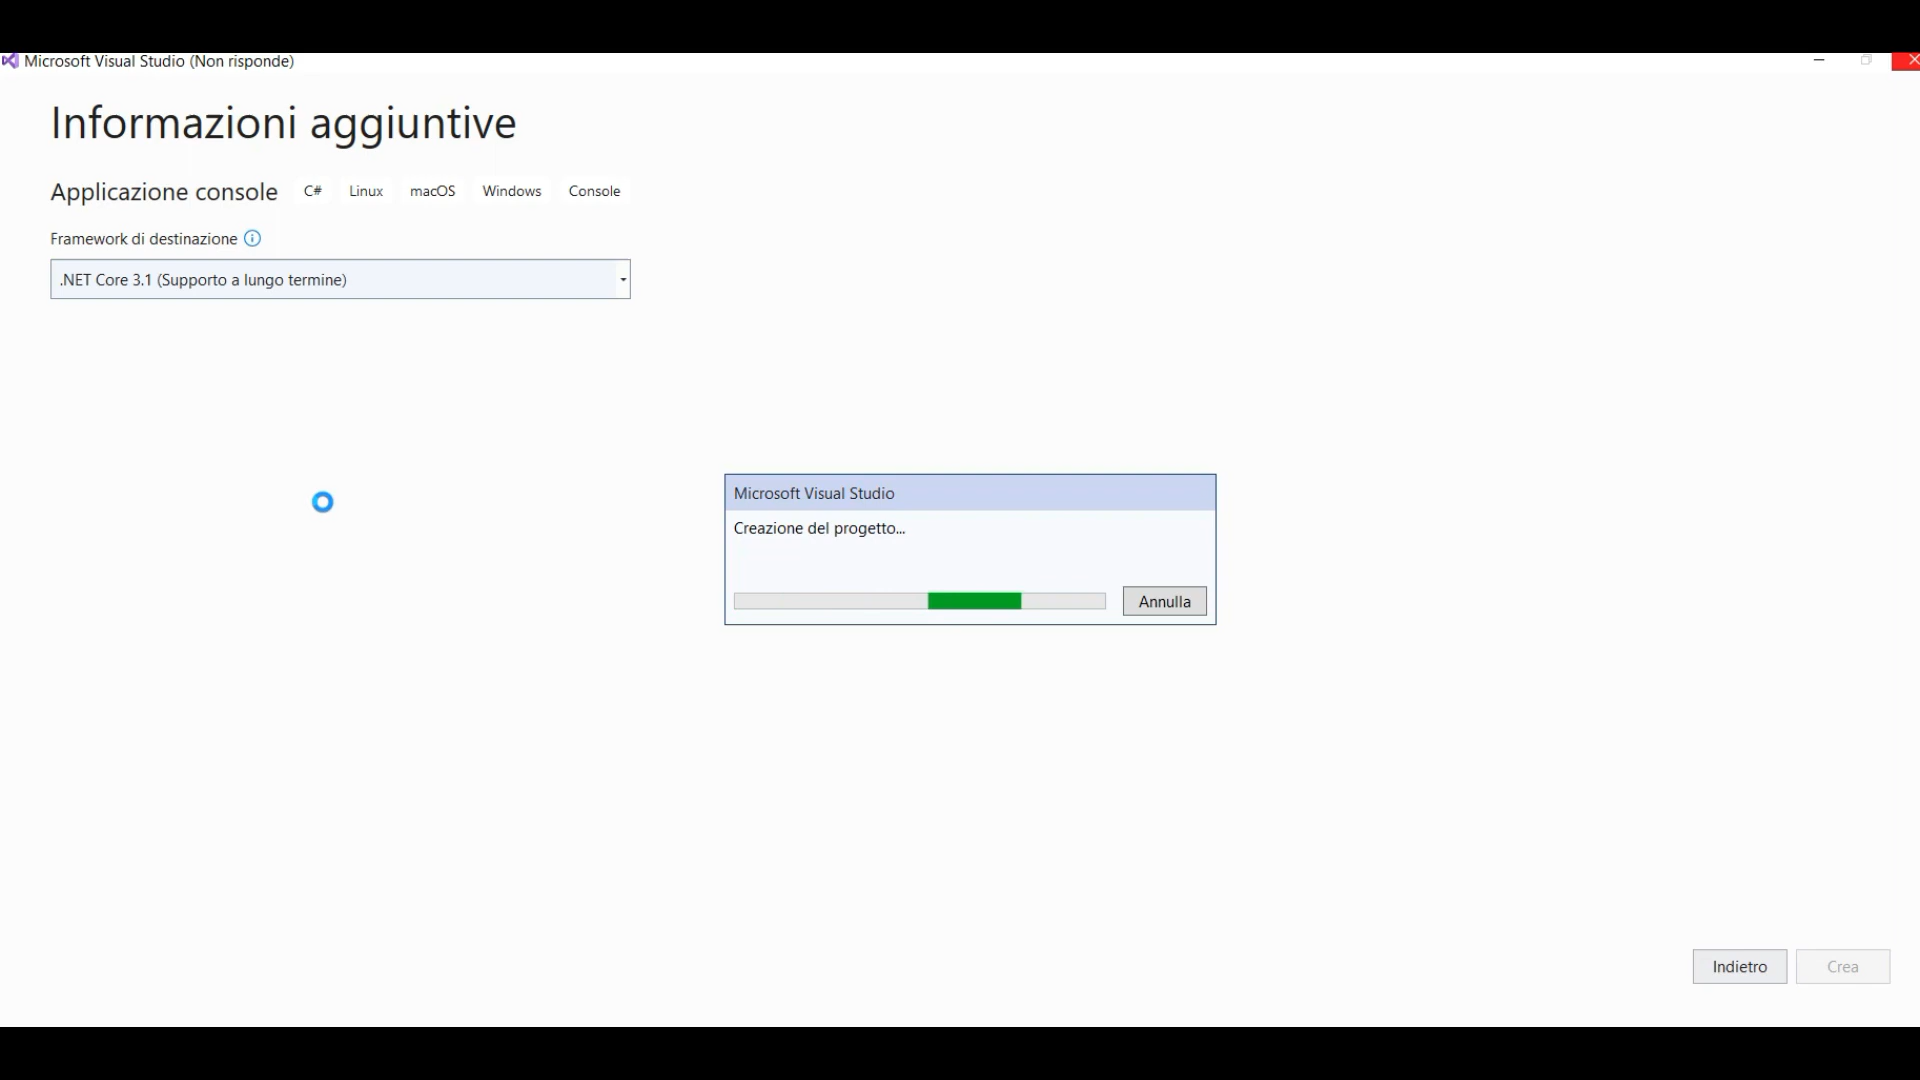 Microsoft Visual Studio (Non risponde)
Informazioni aggiuntive
Applicazione console C# Linux macOS Windows Console
Framework di destinazione
.NET Core 3.1 (Supporto a lungo termine)
Microsoft Visual Studio
Creazione del progetto...
Annulla
Indietro Crea